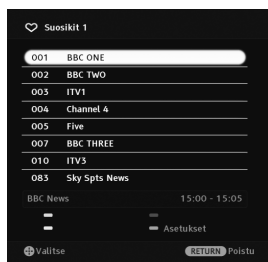 Suosikit 1
001 BBC ONE
002 BBC TWO
003 ITV1
004 Channel 4
005 Five
007 BBC THREE
010 ITV3
083 Sky Spts News
BBC News 15:00 - 15:05
Asetukset
Valitse RETURN Poistu